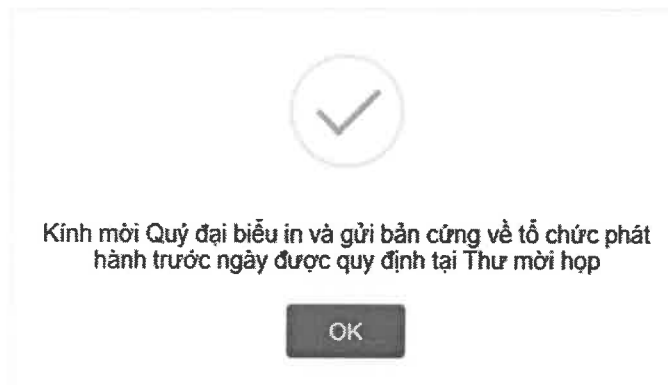 Kính mời Quý đại biểu in và gửi bản cứng về tổ chức phát
hành trước ngày được quy định tại Thư mời họp
OK